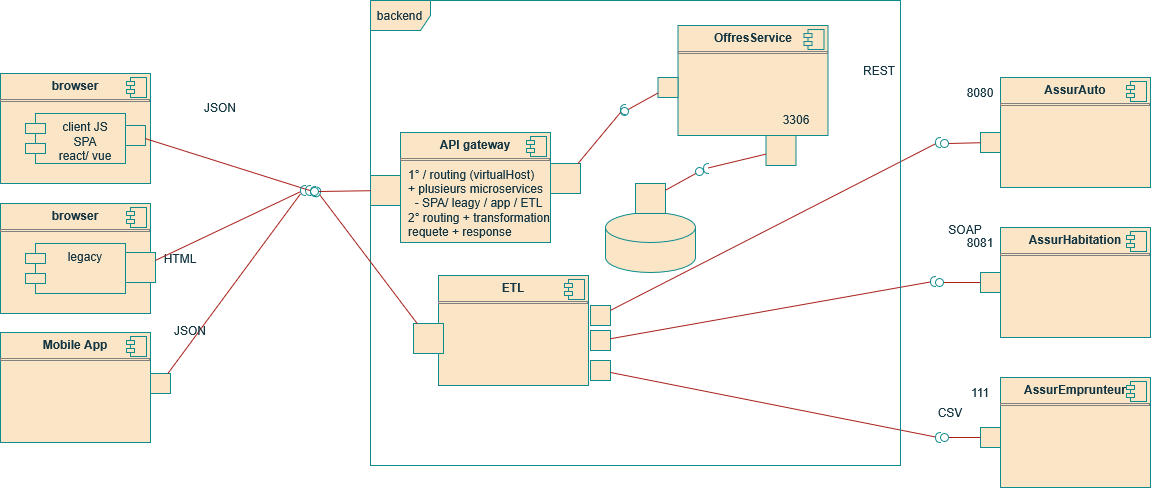 backend
OffresService
3306
REST
browser
client JS
SPA
react/ vue
JSON
API gateway
1° / routing (virtualHost)
+ plusieurs microservices
- SPA/ leagy / app / ETL
2° routing + transformation
requete + response
8080
AssurAuto
browser
legacy
HTML
SOAP
8081
AssurHabitation
ETL
JSON
Mobile App
111
AssurEmprunteur
CSV